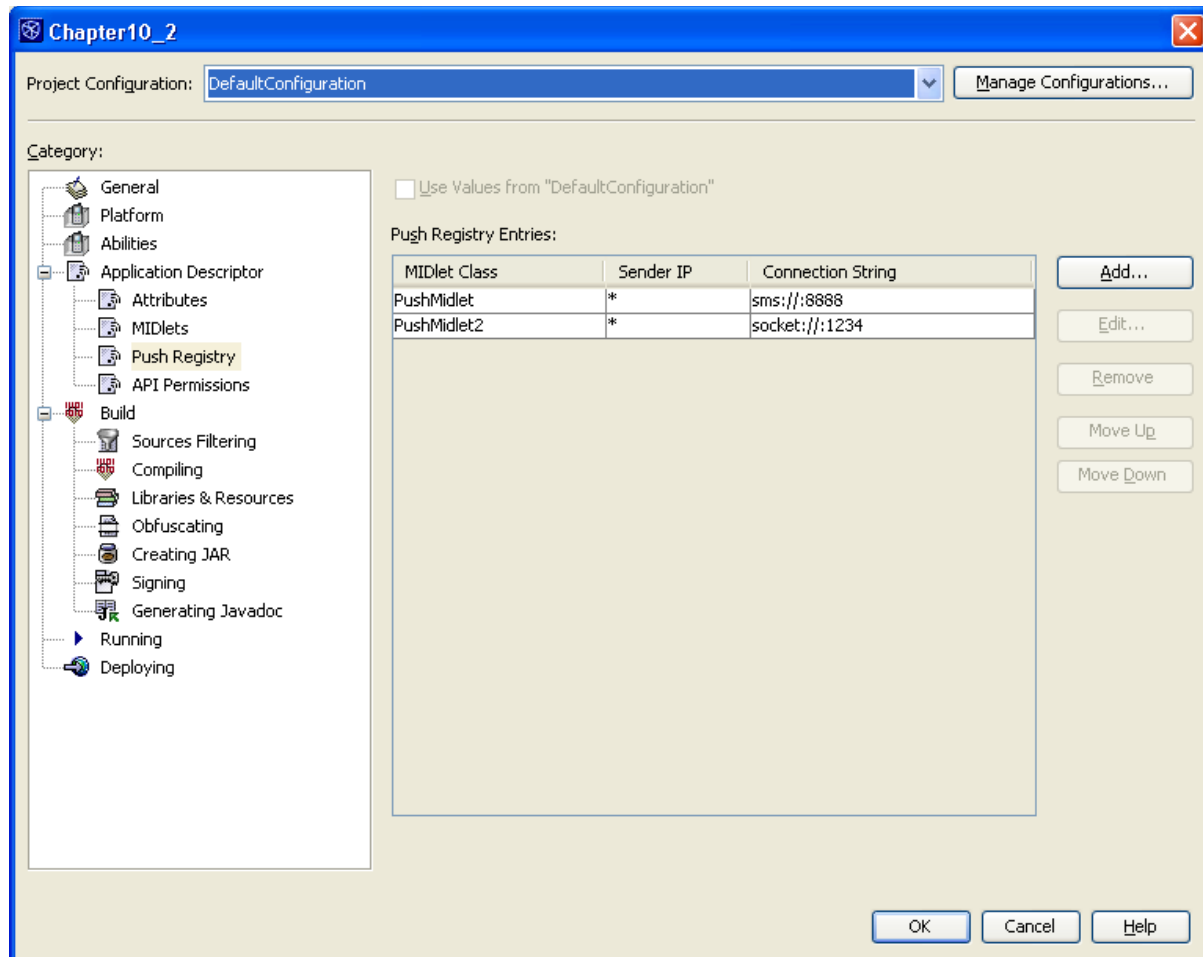 Chapter10_2
Project Configuration: DefaultConfiguration Manage Configurations...
Category:
General
Platform
Abilities
Application Descriptor
Attributes
MIDlets
Push Registry
API Permissions
Build
Sources Filtering
Compiling
Libraries & Resources
Obfuscating
Creating JAR
Signing
Generating Javadoc
Running
Deploying
Use Values from "DefaultConfiguration"
Push Registry Entries:
MIDlet Class Sender IP Connection String
PushMidlet * sms://:8888
PushMidlet2 * socket://:1234
Add...
Edit...
Remove
Move Up
Move Down
OK Cancel Help